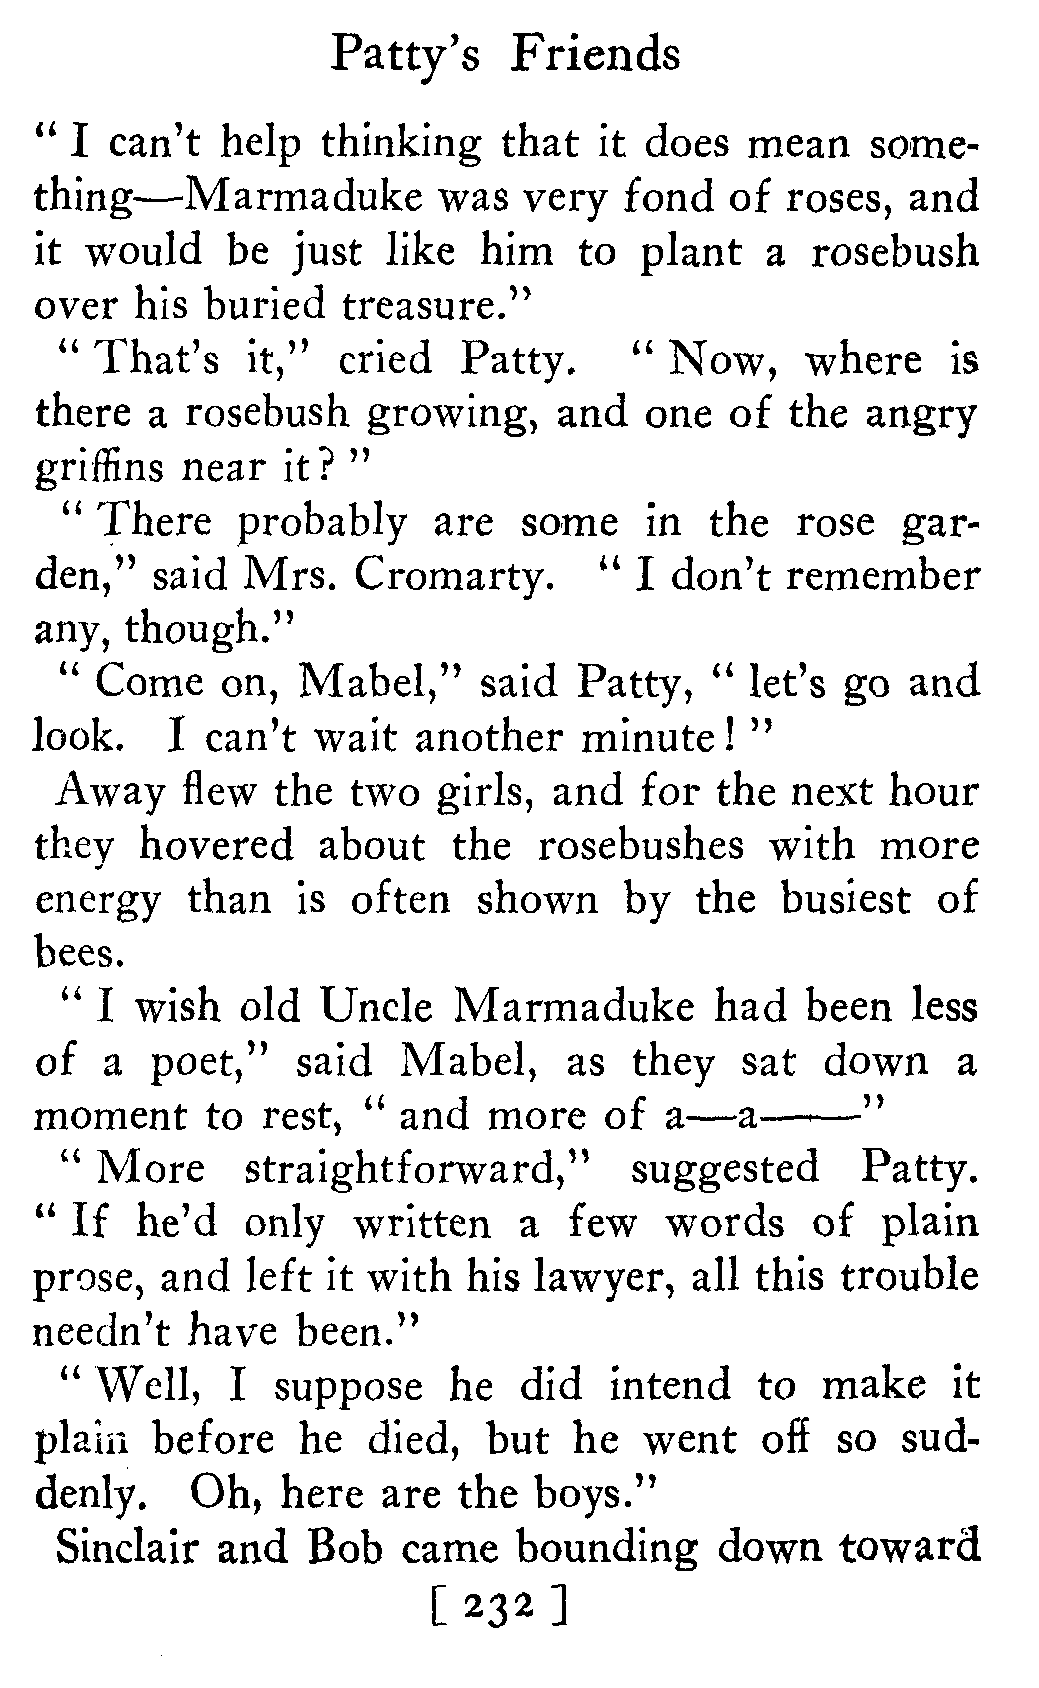 Patty's Friends
" I can't help thinking that it does mean some-
thing—Marmaduke was very fond of roses, and
it would be just like him to plant a rosebush
over his buried treasure."
" That's it," cried Patty. " Now, where is
there a rosebush growing, and one of the angry
griffins near it? "
" There probably are some in the rose gar-
den," said Mrs. Cromarty. " I don't remember
any, though."
" Come on, Mabel," said Patty, " let's go and
look. I can't wait another minute! "
Away flew the two girls, and for the next hour
they hovered about the rosebushes with more
energy than is often shown by the busiest of
bees.
" I wish old Uncle Marmaduke had been less
of a poet," said Mabel, as they sat down a
moment to rest, " and more of a—a——"
" More straightforward," suggested Patty.
" If he'd only written a few words of plain
prose, and left it with his lawyer, all this trouble
needn't have been."
" Well, I suppose he did intend to make it
plain before he died, but he went off so sud-
denly. Oh, here are the boys."
Sinclair and Bob came bounding down toward
[ 232 ]